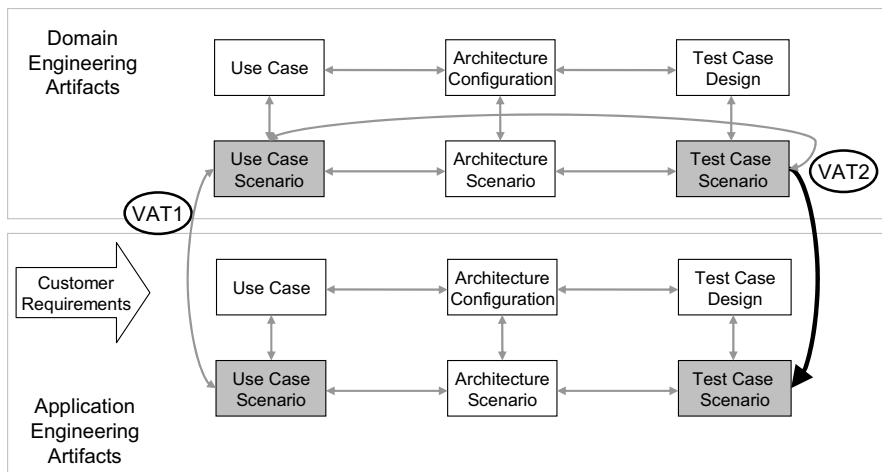 Domain
Engineering
Artifacts
Use Case
Architecture
Configuration
Test Case
Design
Use Case
Scenario
Architecture
Scenario
Test Case
Scenario
VAT2
VAT1
Customer
Requirements
Use Case
Architecture
Configuration
Test Case
Design
Use Case
Scenario
Architecture
Scenario
Test Case
Scenario
Application
Engineering
Artifacts